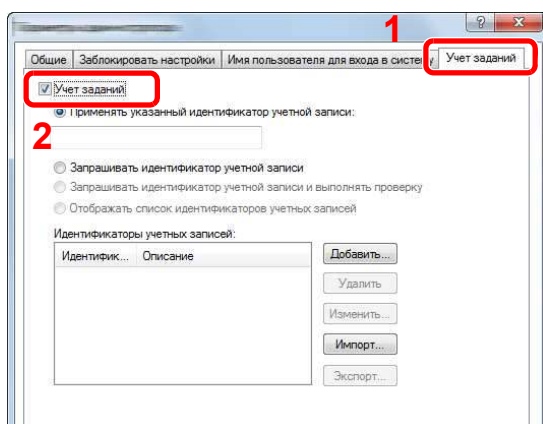 1
Общие Заблокировать настройки Имя пользователя для входа в систему Учет заданий
Учет заданий
Применять указанный идентификатор учетной записи:
2
Запрашивать идентификатор учетной записи
Запрашивать идентификатор учетной записи и выполнять проверку
Отображать список идентификаторов учетных записей
Идентификаторы учетных записей:
Идентифик... Описание
Добавить...
Удалить
Изменить...
Импорт...
Экспорт...